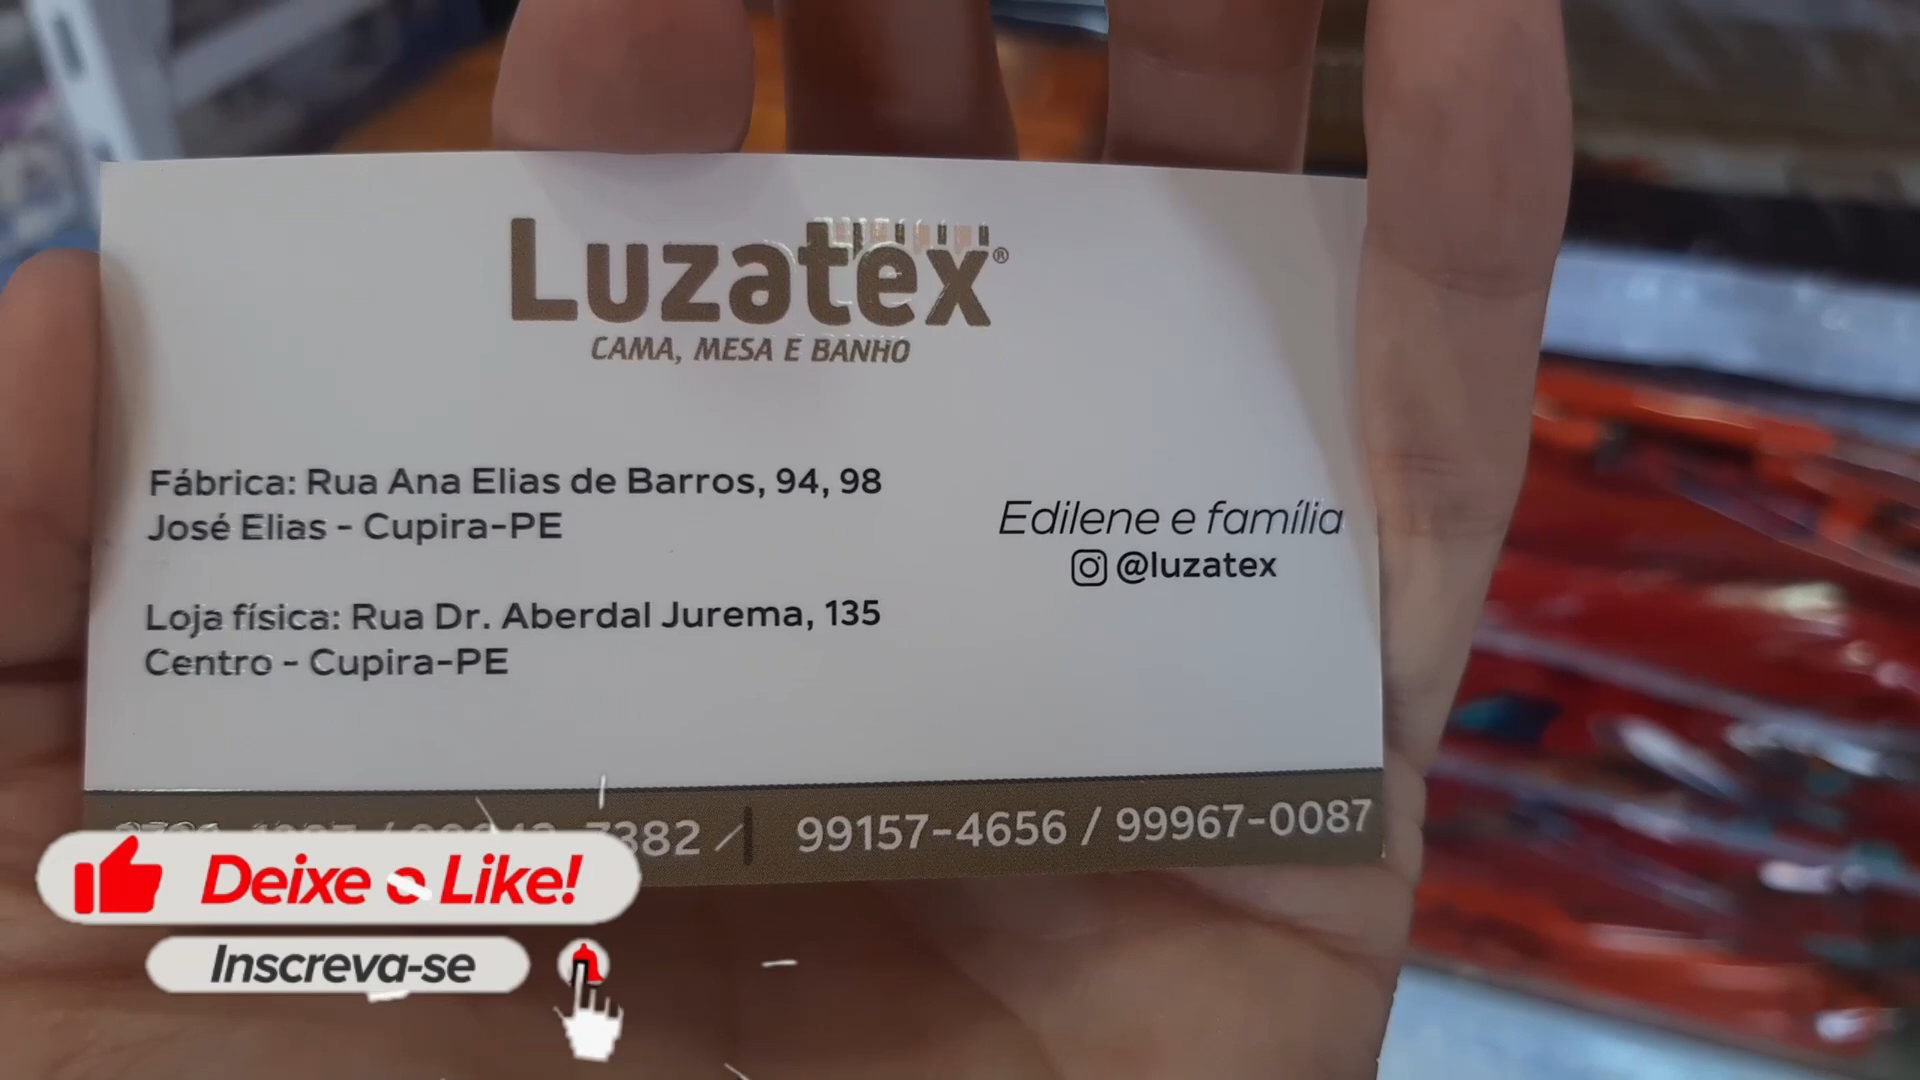 Luzatex®
CAMA, MESA E BANHO
Fábrica: Rua Ana Elias de Barros, 94, 98
José Elias - Cupira-PE
Edilene e família
@luzatex
Loja física: Rua Dr. Aberdal Jurema, 135
Centro - Cupira-PE
7382 / 99157-4656 / 99967-0087
Deixe o Like!
Inscreva-se